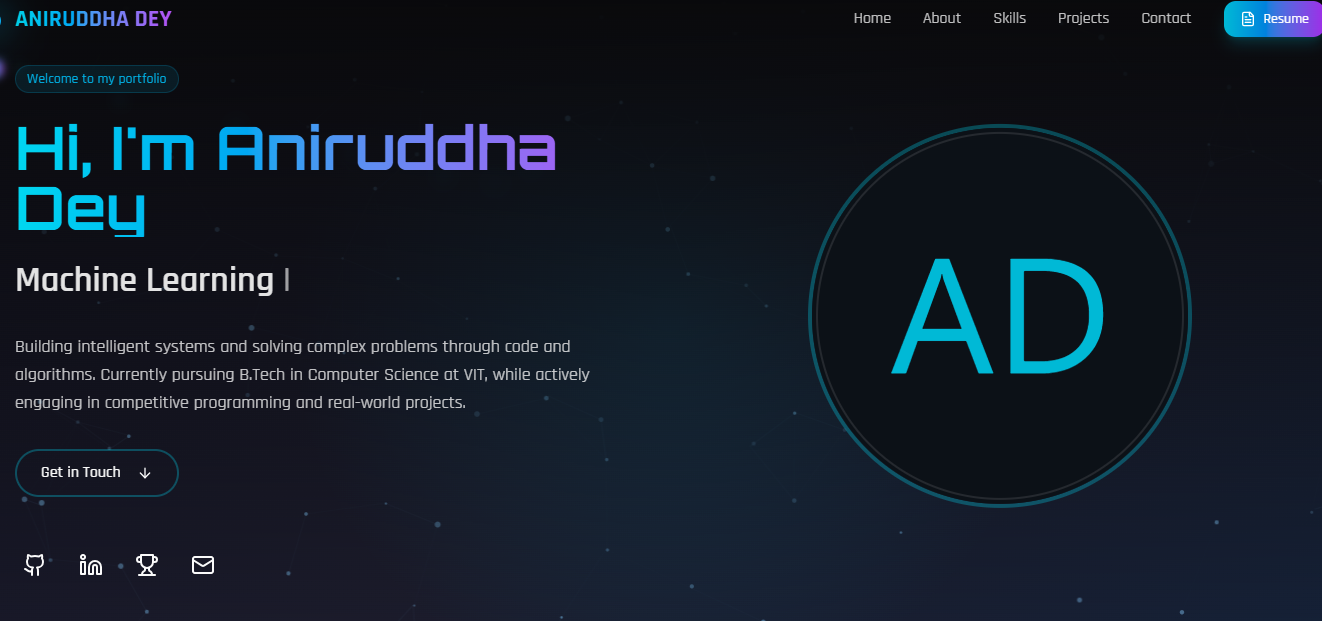 ANIRUDDHA DEY
Home About Skills Projects Contact Resume
Welcome to my portfolio
Hi, I'm Aniruddha
Dey
Machine Learning |
Building intelligent systems and solving complex problems through code and
algorithms. Currently pursuing B.Tech in Computer Science at VIT, while actively
engaging in competitive programming and real-world projects.
Get in Touch
AD